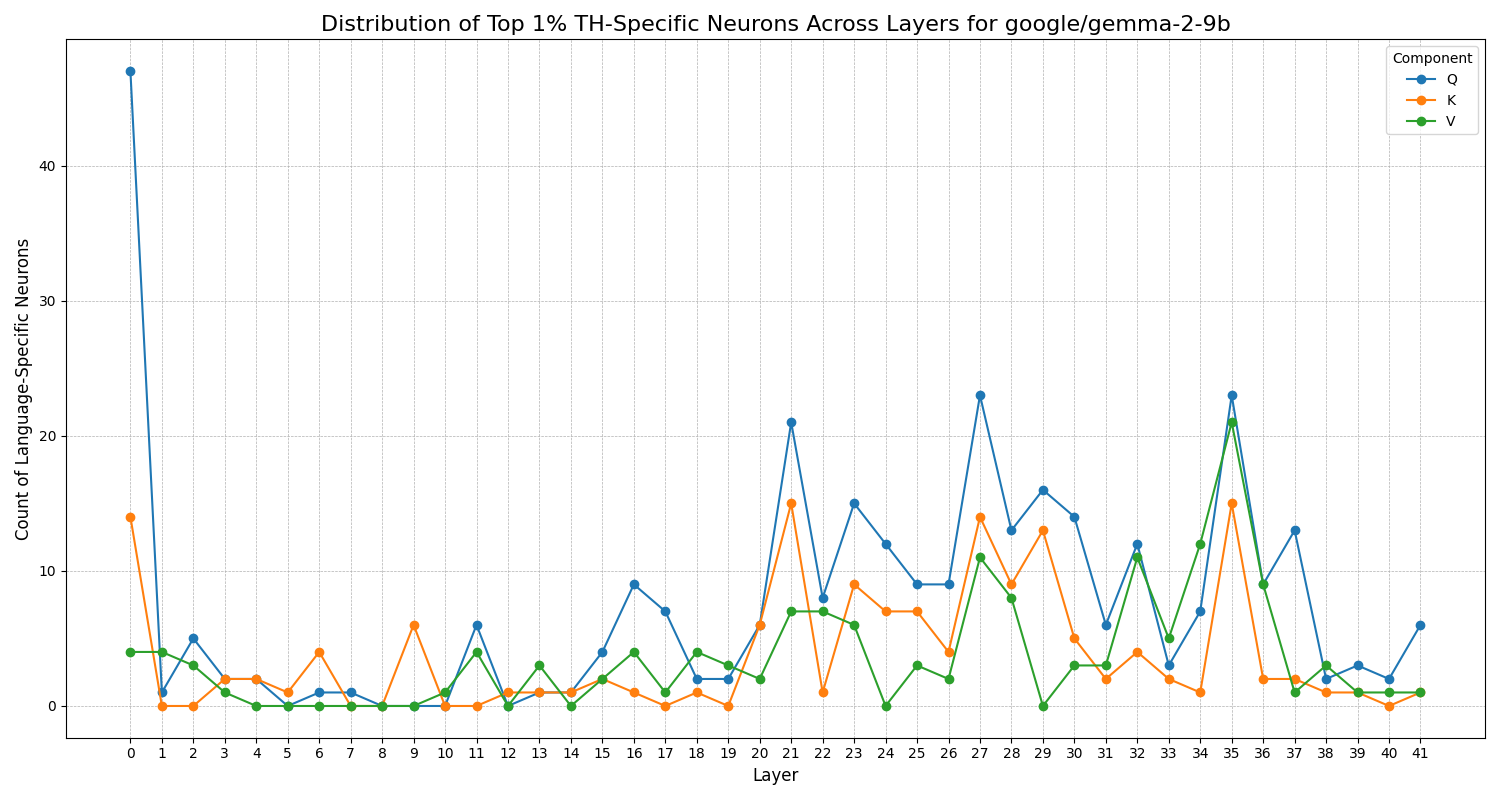 Distribution of Top 1% TH-Specific Neurons Across Layers for google/gemma-2-9b
Component
Q
K
V
Count of Language-Specific Neurons
40
30
20
10
0
0 1 2 3 4 5 6 7 8 9 10 11 12 13 14 15 16 17 18 19 20 21 22 23 24 25 26 27 28 29 30 31 32 33 34 35 36 37 38 39 40 41
Layer